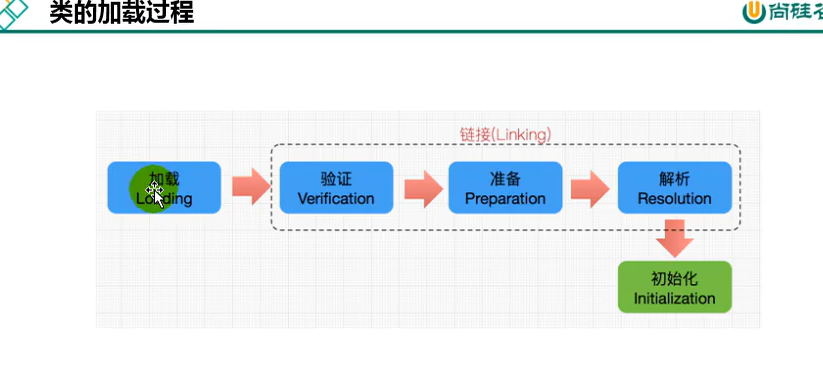 类的加载过程
尚硅谷
链接(Linking)
加载
Loading
验证
Verification
准备
Preparation
解析
Resolution
初始化
Initialization